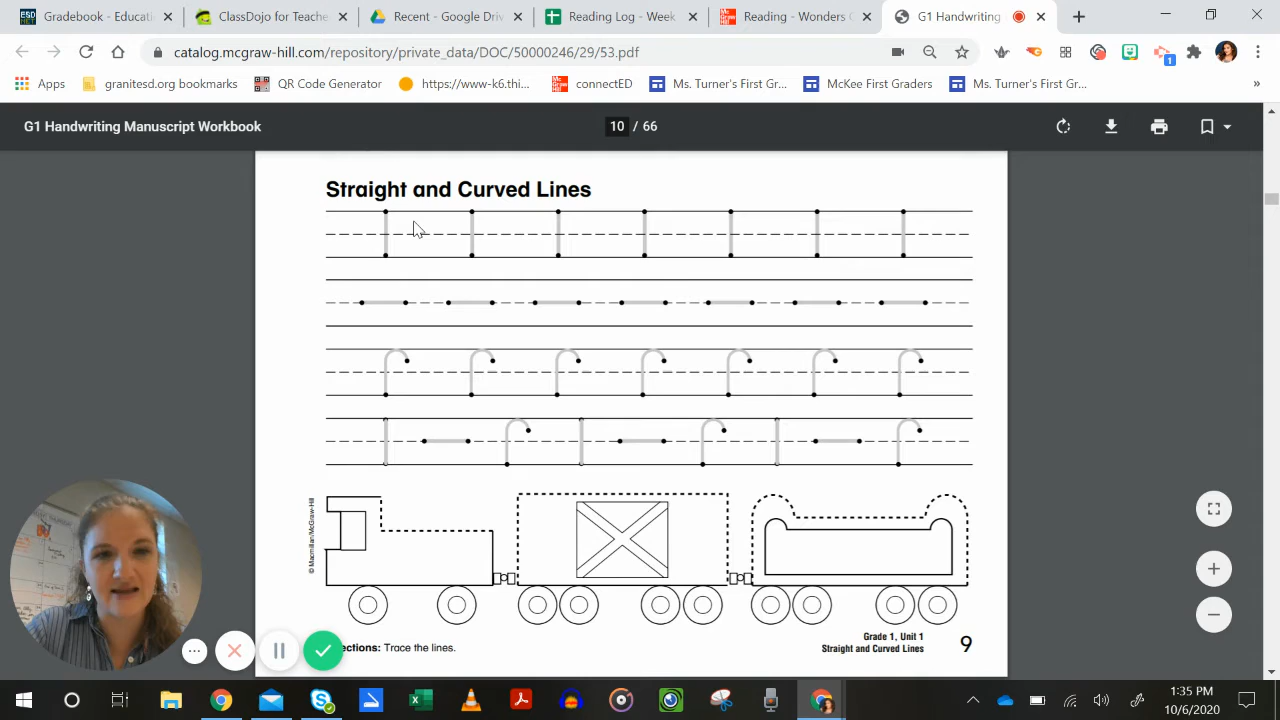 Gradebook - Educati
ClassDojo for Teache
Recent - Google Driv
Reading Log - Week
Reading - Wonders C
G1 Handwriting
catalog.mcgraw-hill.com/repository/private_data/DOC/50000246/29/53.pdf
Apps
granitesd.org bookmarks
QR Code Generator
https://www-k6.thi...
connectED
Ms. Turner's First Gr...
McKee First Graders
Ms. Turner's First Gr...
G1 Handwriting Manuscript Workbook
10 / 66
Straight and Curved Lines
© Macmillan/McGraw-Hill
ections: Trace the lines.
Grade 1, Unit 1
Straight and Curved Lines
9
1:35 PM
10/6/2020